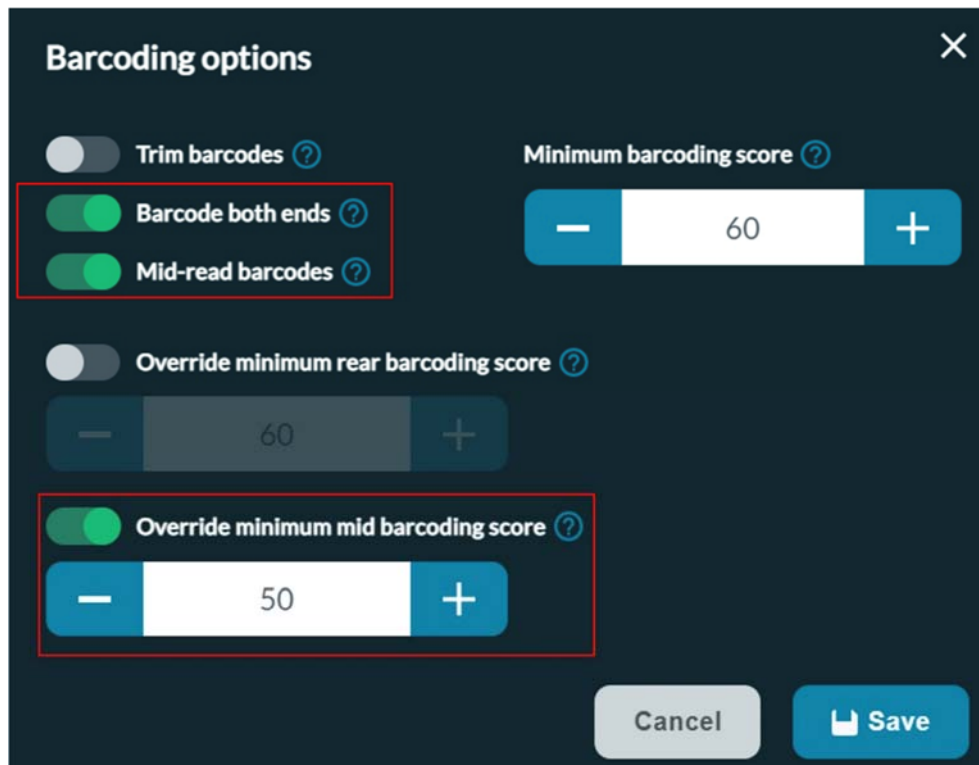 Barcoding options
Trim barcodes ?
Minimum barcoding score ?
Barcode both ends ?
60
Mid-read barcodes ?
Override minimum rear barcoding score ?
60
Override minimum mid barcoding score ?
50
Cancel
Save